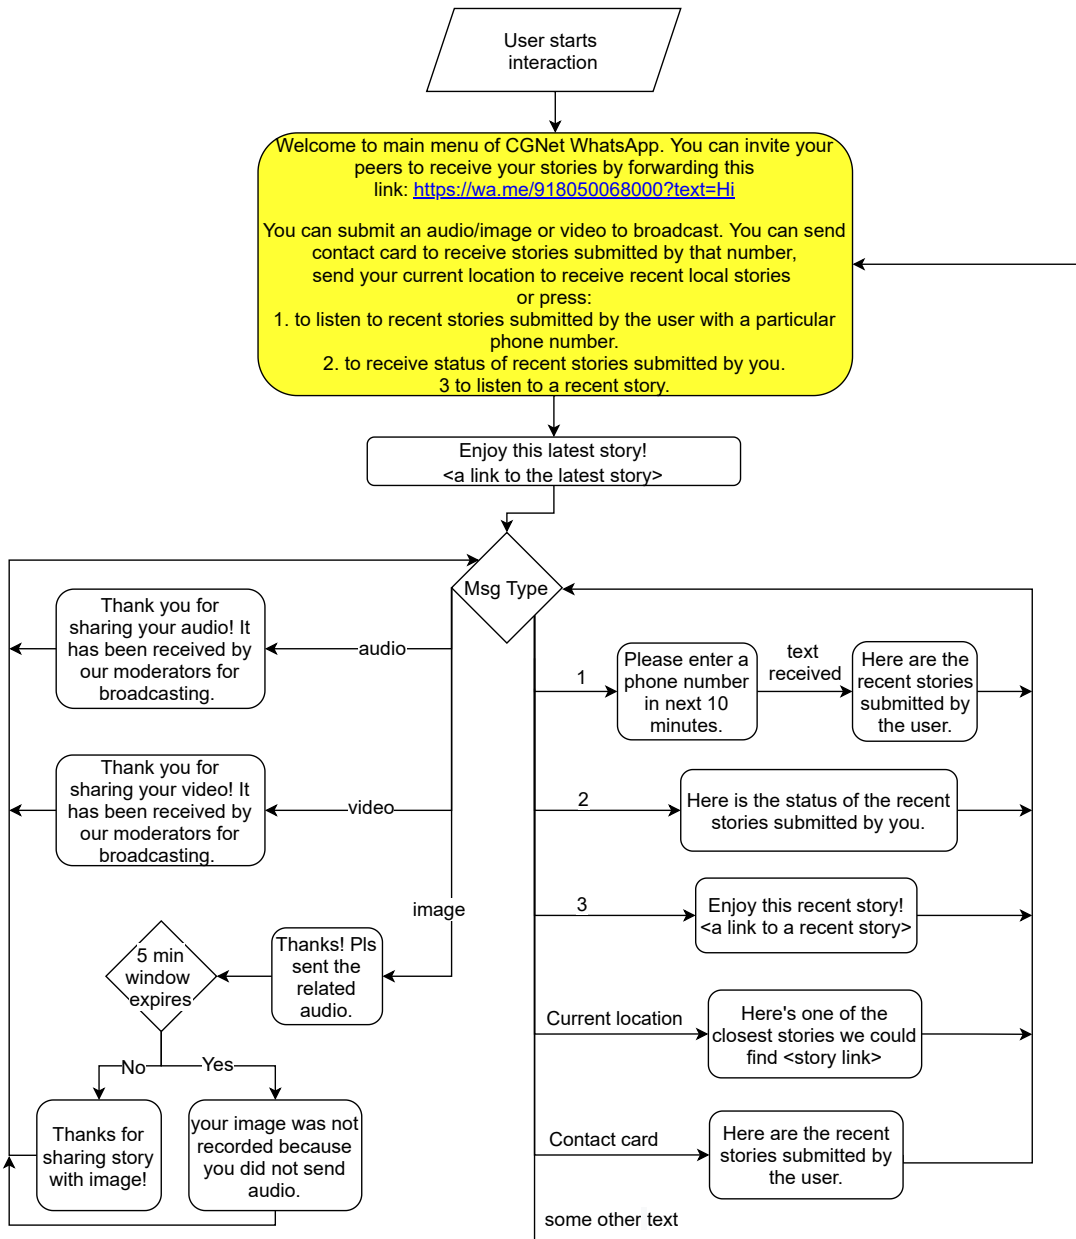 User starts
interaction
Welcome to main menu of CGNet WhatsApp. You can invite your
peers to receive your stories by forwarding this
link: https://wa.me/918050068000?text=Hi
You can submit an audio/image or video to broadcast. You can send
contact card to receive stories submitted by that number,
send your current location to receive recent local stories
or press:
1. to listen to recent stories submitted by the user with a particular
phone number.
2. to receive status of recent stories submitted by you.
3 to listen to a recent story.
Enjoy this latest story!
<a link to the latest story>
Msg Type
Thank you for
sharing your audio! It
has been received by
our moderators for
broadcasting.
audio
Thank you for
sharing your video! It
has been received by
our moderators for
broadcasting.
video
image
Thanks! Pls
sent the
related
audio.
5 min
window
expires
No
Yes
Thanks for
sharing story
with image!
your image was not
recorded because
you did not send
audio.
1
Please enter a
phone number
in next 10
minutes.
text
received
Here are the
recent stories
submitted by
the user.
2
Here is the status of the recent
stories submitted by you.
3
Enjoy this recent story!
<a link to a recent story>
Current location
Here's one of the
closest stories we could
find <story link>
Contact card
Here are the recent
stories submitted by
the user.
some other text